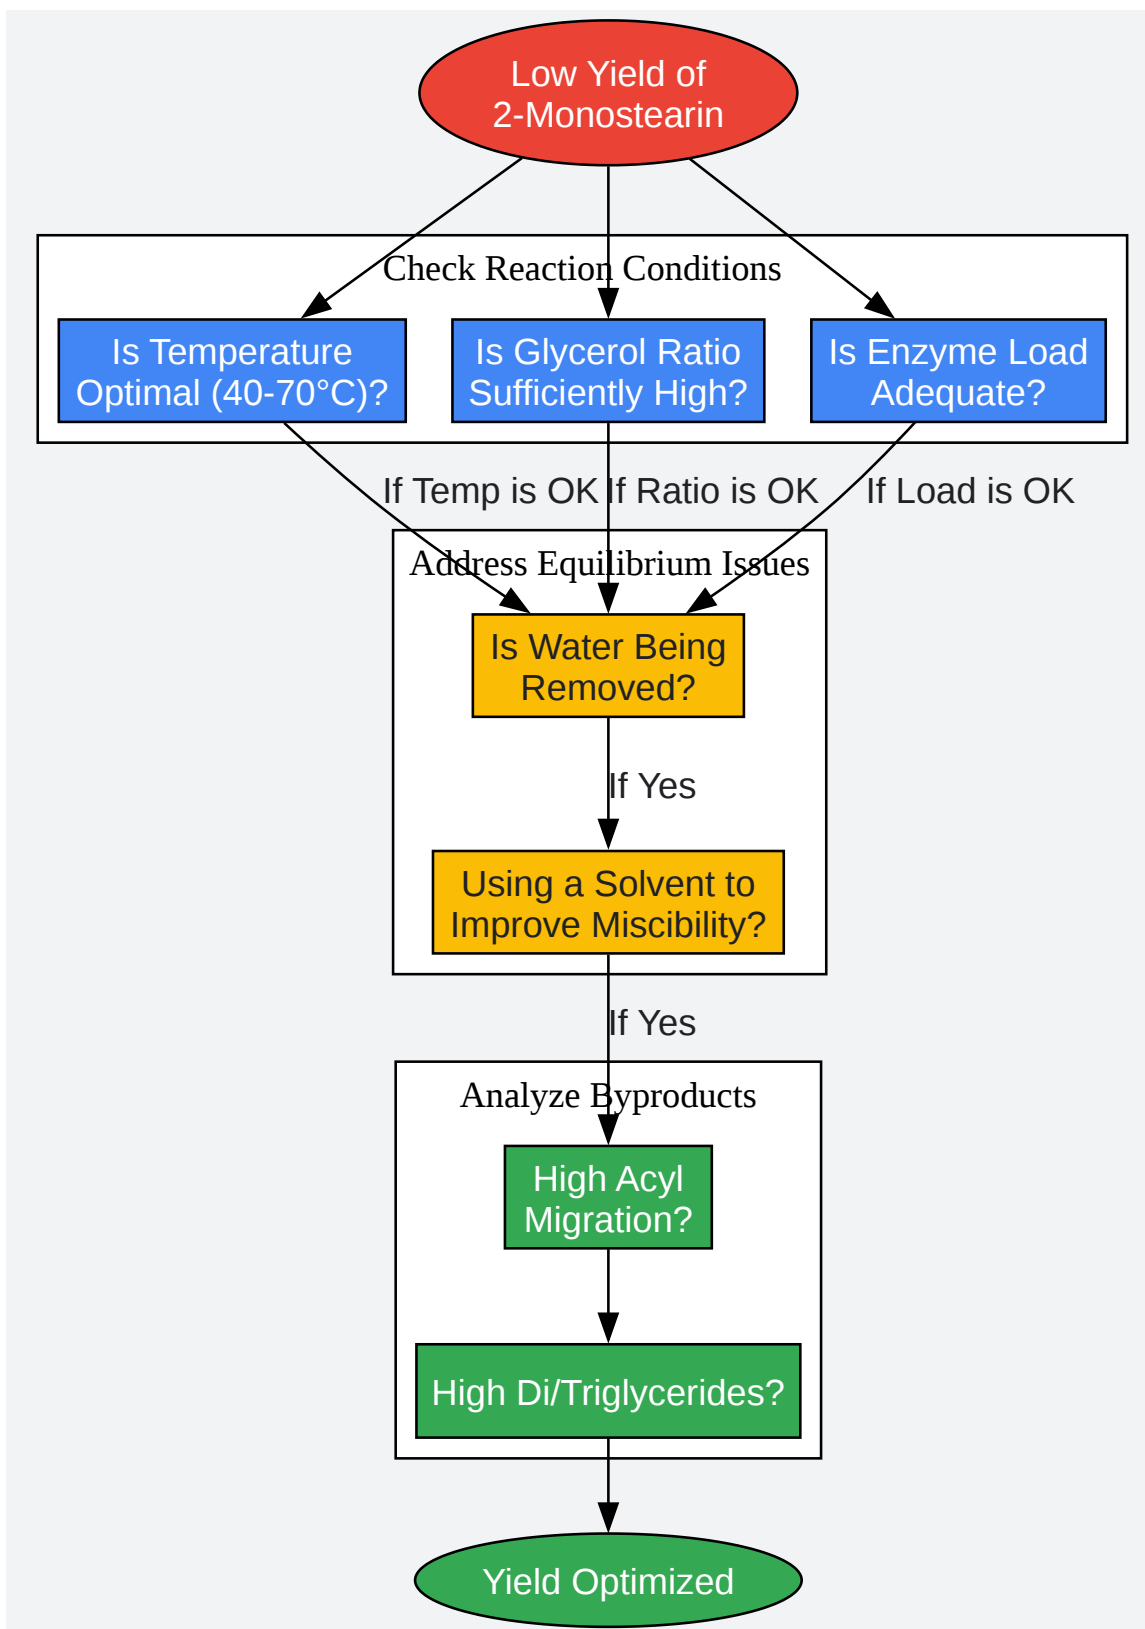 Low Yield of
2-Monostearin
Check Reaction Conditions
Is Temperature
Optimal (40-70°C)?
Is Glycerol Ratio
Sufficiently High?
Is Enzyme Load
Adequate?
If Temp is OK
If Ratio is OK
If Load is OK
Address Equilibrium Issues
Is Water Being
Removed?
If Yes
Using a Solvent to
Improve Miscibility?
If Yes
Analyze Byproducts
High Acyl
Migration?
High Di/Triglycerides?
Yield Optimized